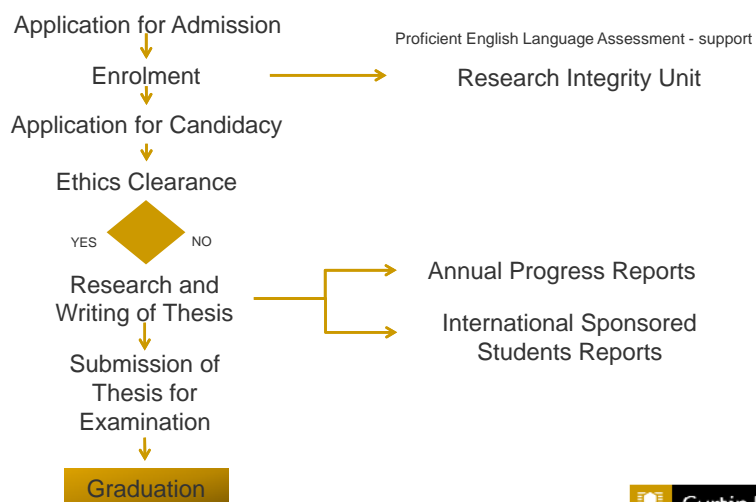 Application for Admission
Proficient English Language Assessment - support
Enrolment
Research Integrity Unit
Application for Candidacy
Ethics Clearance
YES
NO
Research and
Writing of Thesis
Annual Progress Reports
International Sponsored
Students Reports
Submission of
Thesis for
Examination
Graduation